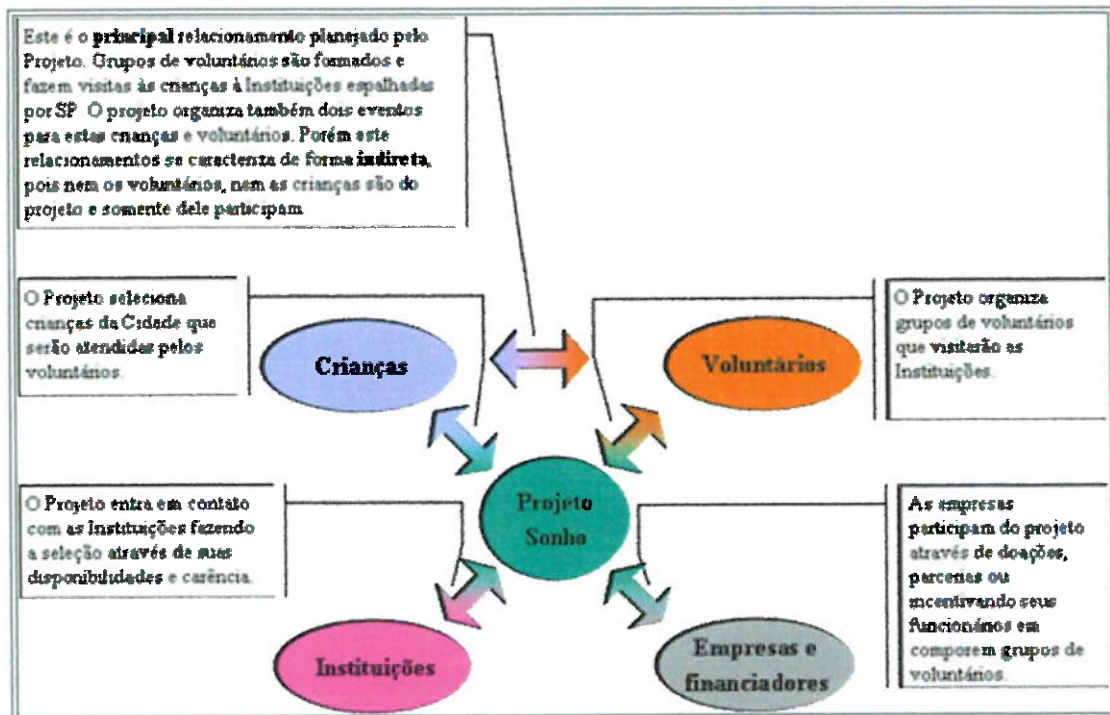 Este é o principal relacionamento planejado pelo
Projeto. Grupos de voluntários são formados e
fazem visitas às crianças à Instituições espalhadas
por SP. O projeto organiza também dois eventos
para estas crianças e voluntários. Porém este
relacionamentos se caracteriza de forma indireta,
pois nem os voluntários, nem as crianças são do
projeto e somente dele participam.
O Projeto seleciona
crianças da Cidade que
serão atendidas pelos
voluntários.
Crianças
Voluntários
O Projeto organiza
grupos de voluntários
que visitarão as
Instituições.
O Projeto entra em contato
com as Instituições fazendo
a seleção através de suas
disponibilidades e carência.
Projeto
Sonho
As empresas
participam do projeto
através de doações,
parcerias ou
incentivando seus
funcionários em
comporem grupos de
voluntários.
Instituições
Empresas e
financiadores